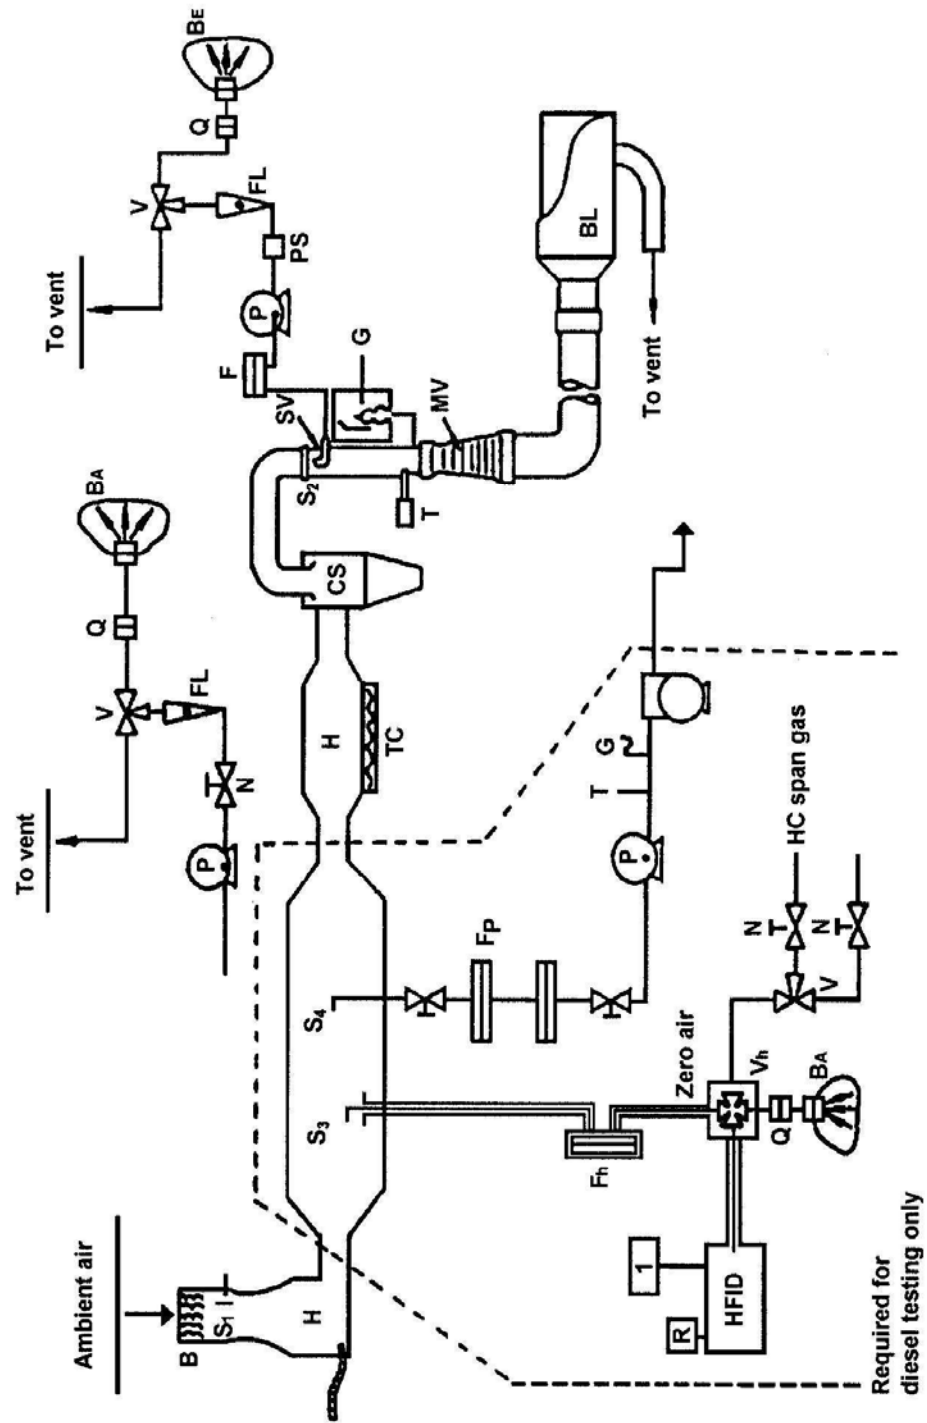 Ambient air
B
S1
H
To vent
V
Q
BA
FL
N
P
To vent
V
Q
BE
FL
PS
P
F
SV
G
S2
T
MV
BL
To vent
CS
H
TC
S3
S4
FP
P
T
G
Fh
Zero air
Vh
Q
BA
V
N
HC span gas
N
R
1
HFID
Required for
diesel testing only